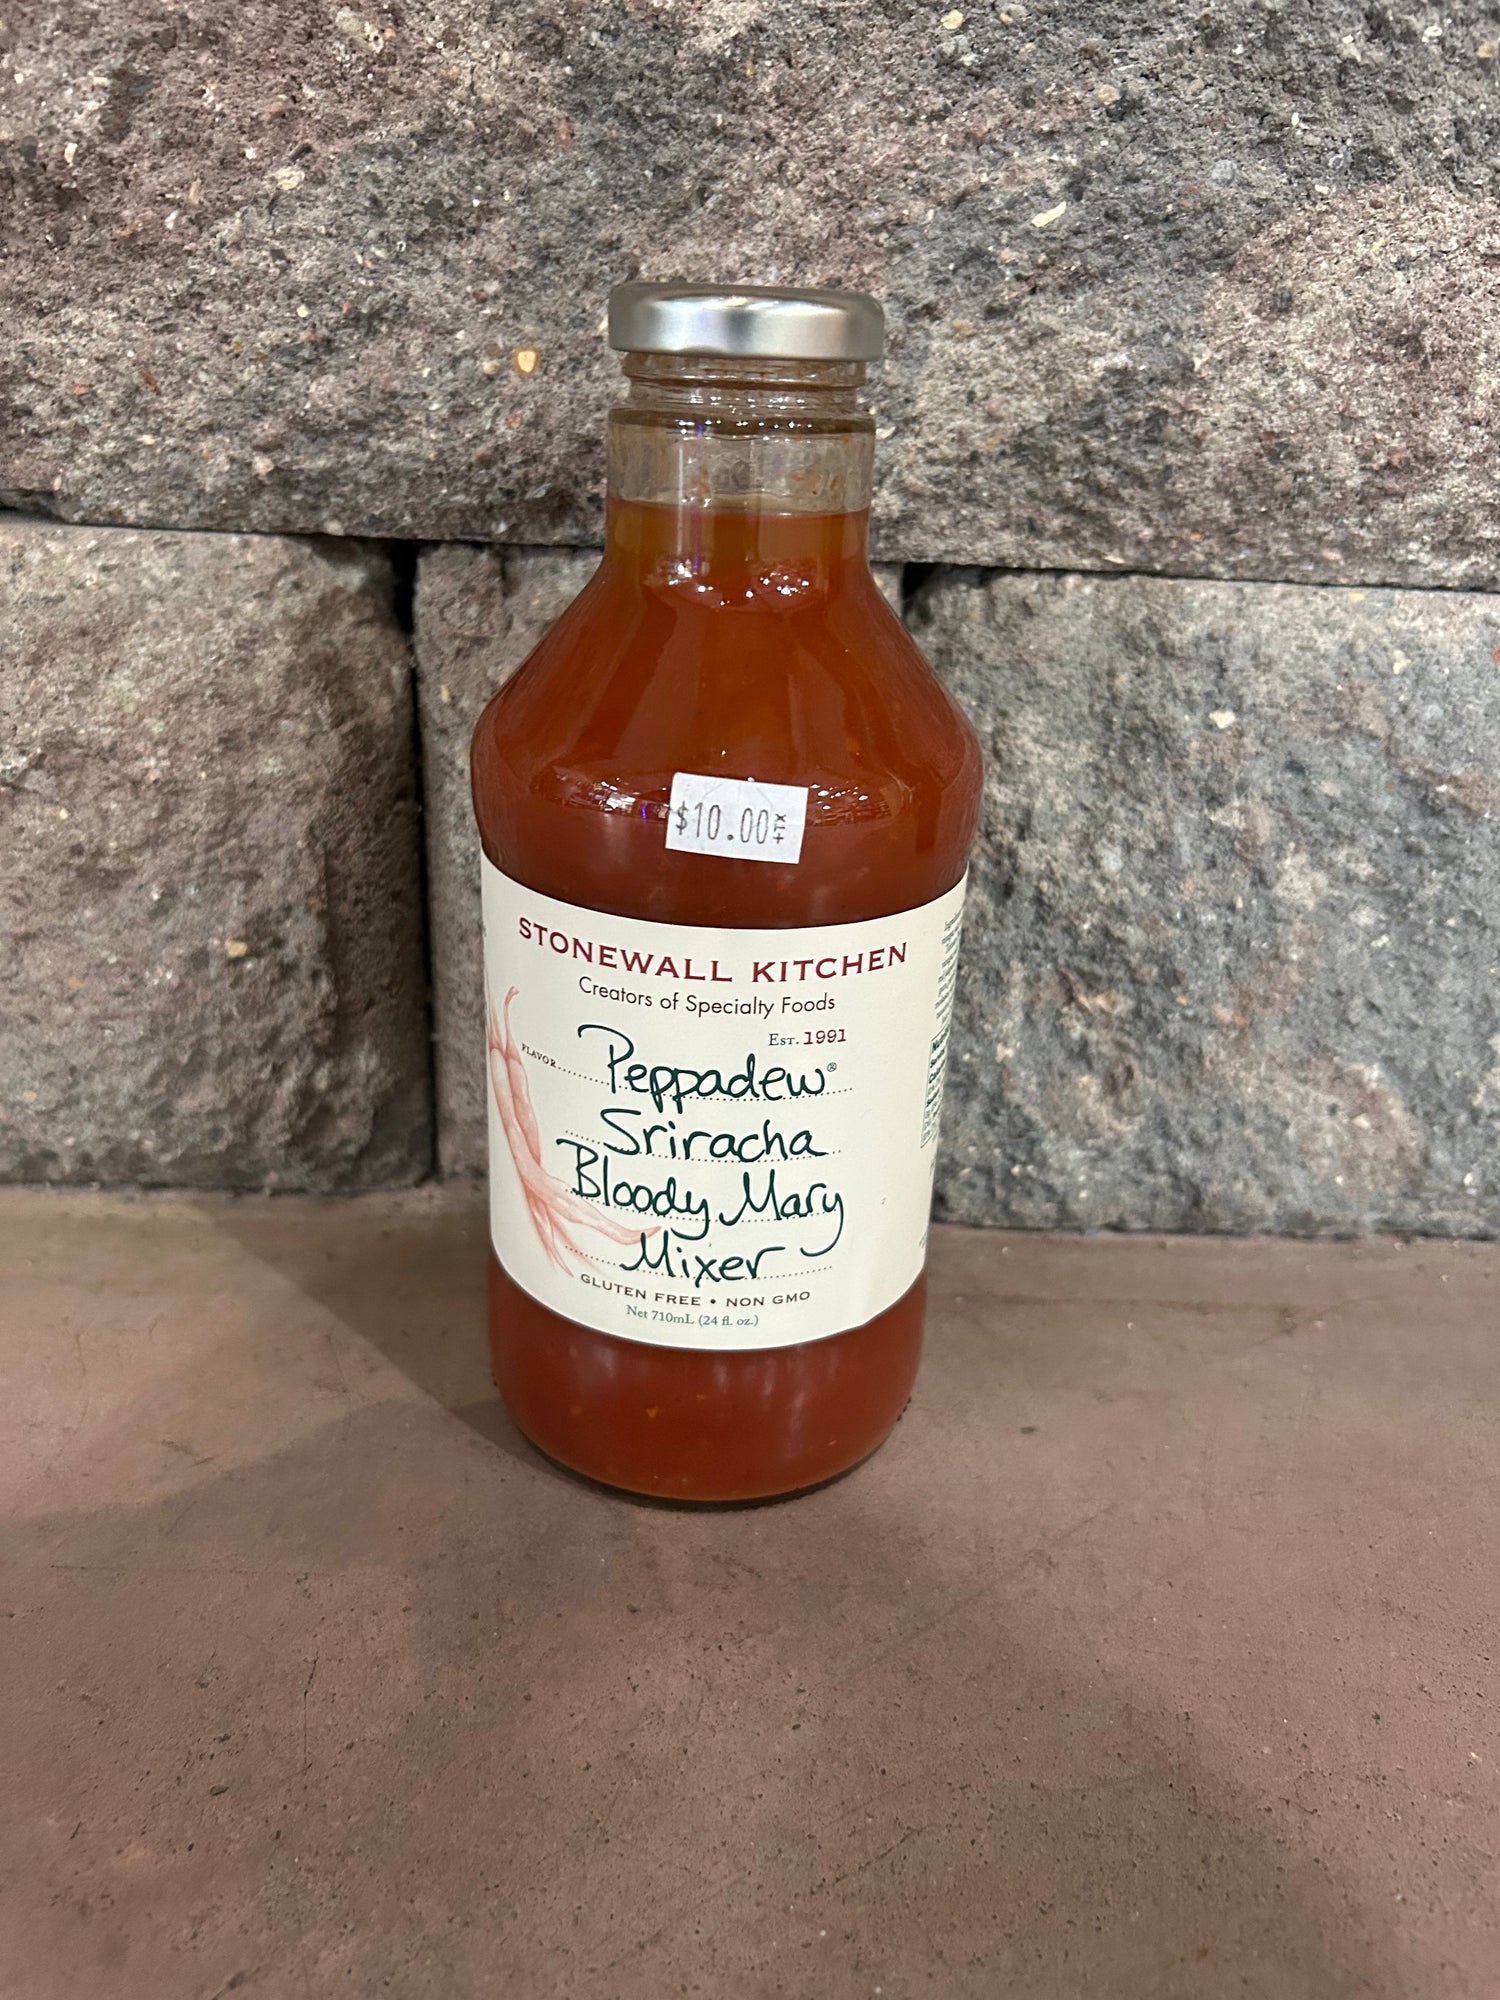 $10.00 +TX
STONEWALL KITCHEN
Creators of Specialty Foods
EST. 1991
FLAVOR
Peppadew®
Sriracha
Bloody Mary
Mixer
GLUTEN FREE • NON GMO
Net 710mL (24 fl. oz.)